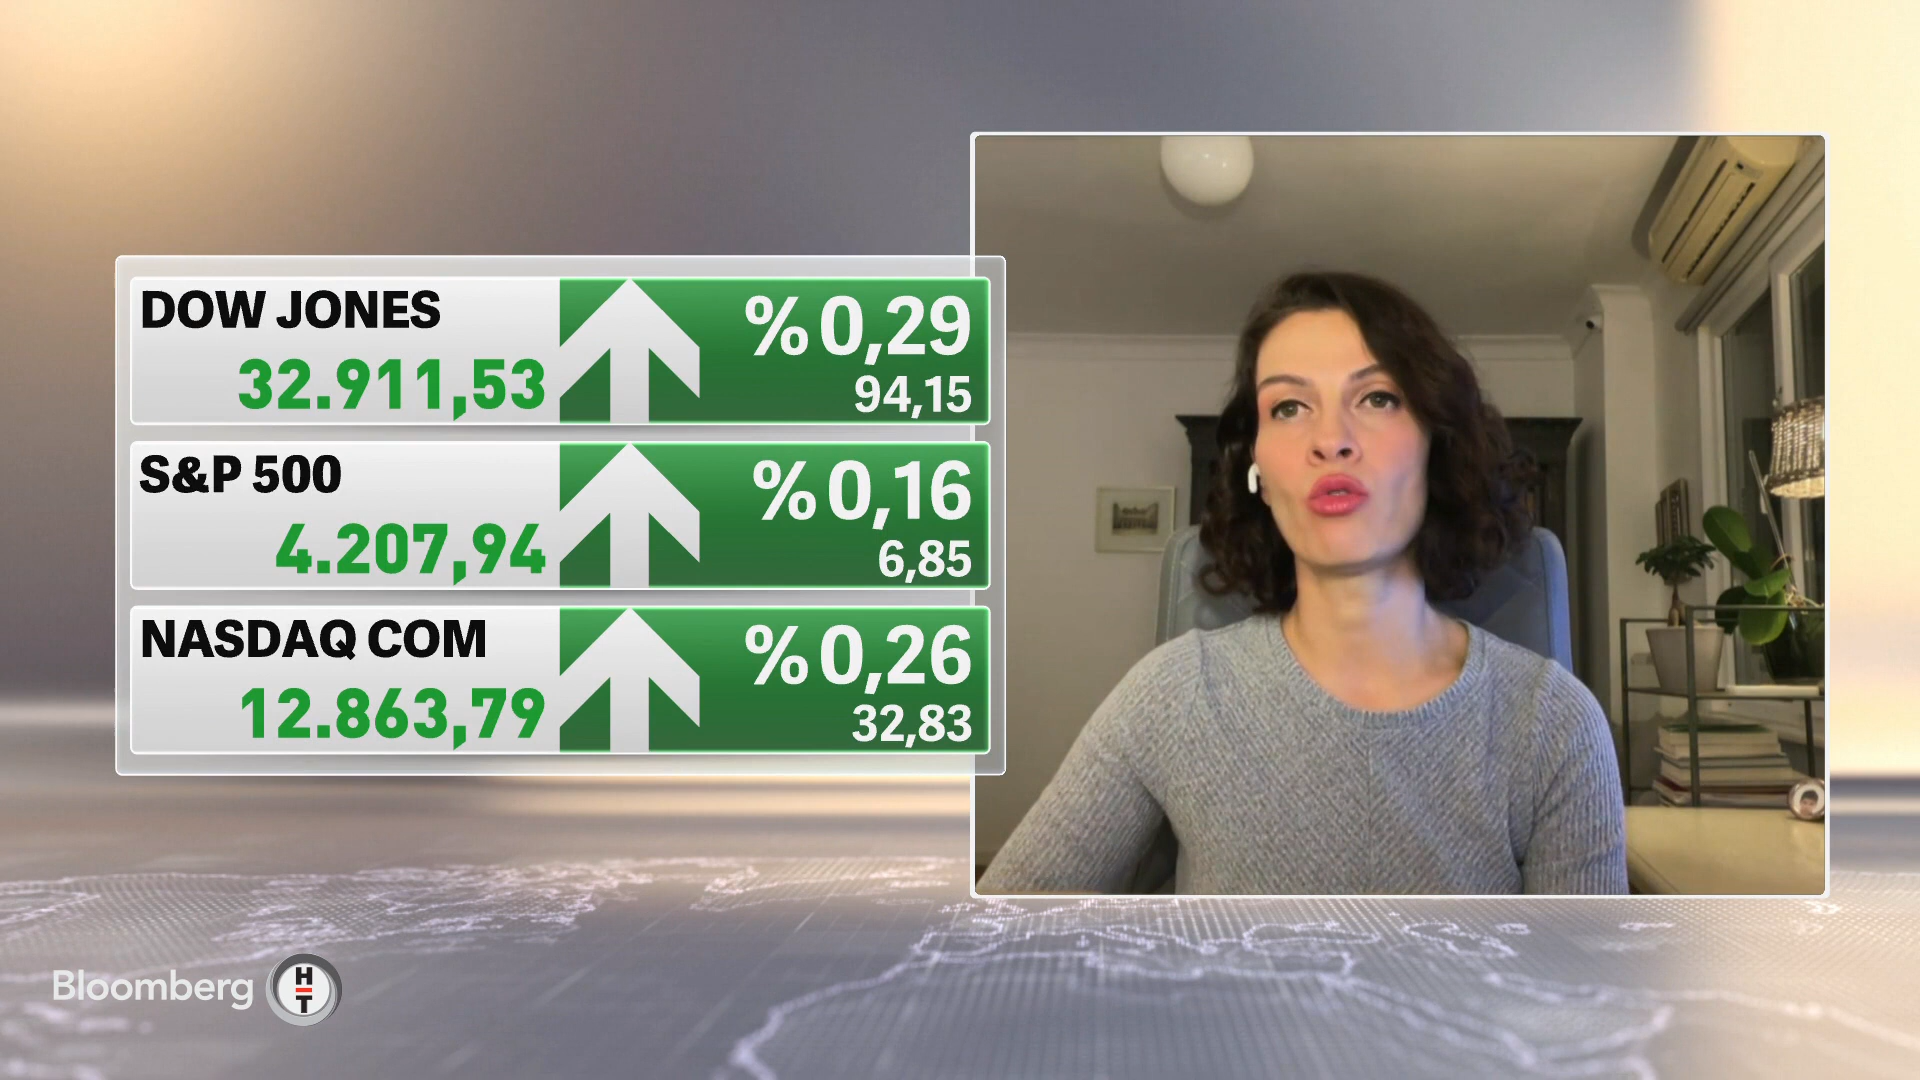 DOW JONES
32.911,53
%0,29
94,15
S&P 500
4.207,94
%0,16
6,85
NASDAQ COM
12.863,79
%0,26
32,83
Bloomberg HT